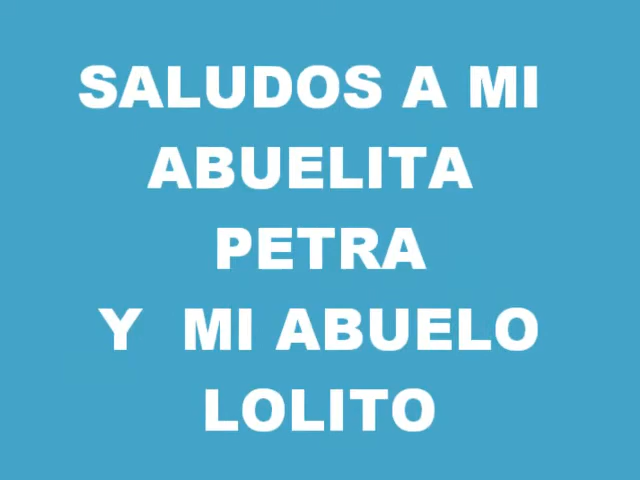 SALUDOS A MI
ABUELITA
PETRA
Y  MI ABUELO
LOLITO